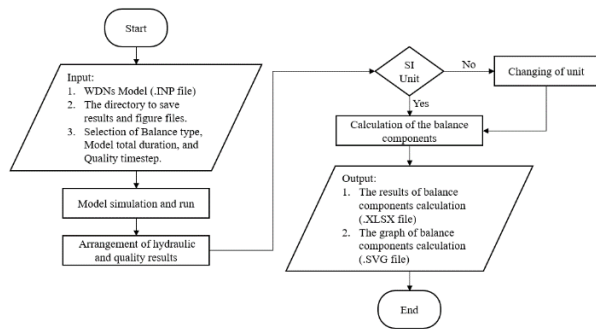 Start
Input:
1. WDNs Model (.INP file)
2. The directory to save
results and figure files.
3. Selection of Balance type,
Model total duration, and
Quality timestep.
Model simulation and run
Arrangement of hydraulic
and quality results
SI
Unit
No
Changing of unit
Yes
Calculation of the balance
components
Output:
1. The results of balance
components calculation
(.XLSX file)
2. The graph of balance
components calculation
(.SVG file)
End